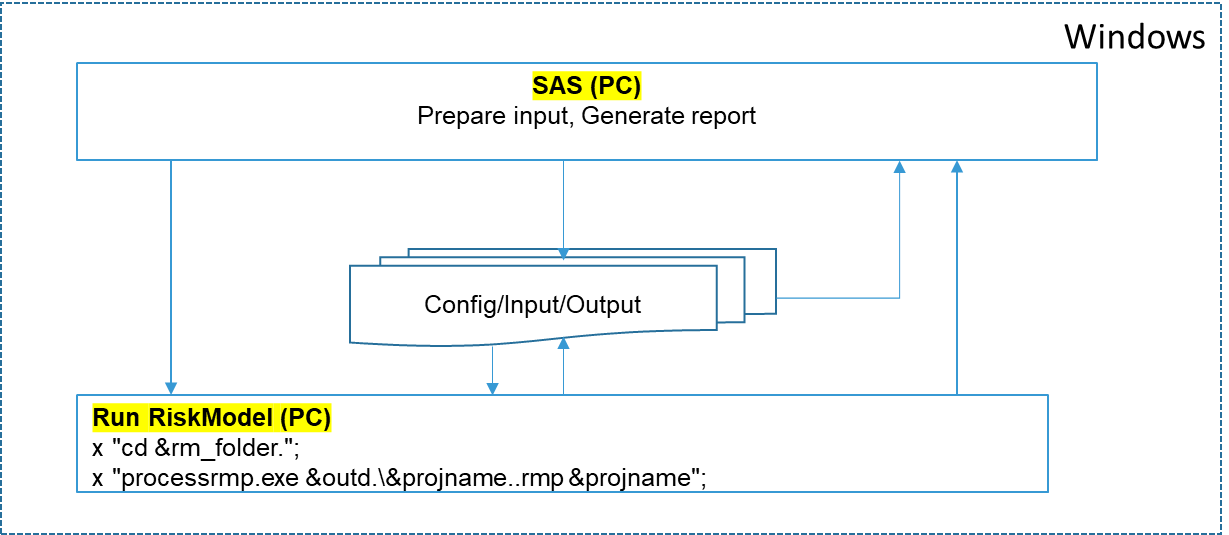 Windows
SAS (PC)
Prepare input, Generate report
Config/Input/Output
Run RiskModel (PC)
x "cd &rm_folder.";
x "processrmp.exe &outd.\&projname..rmp &projname";